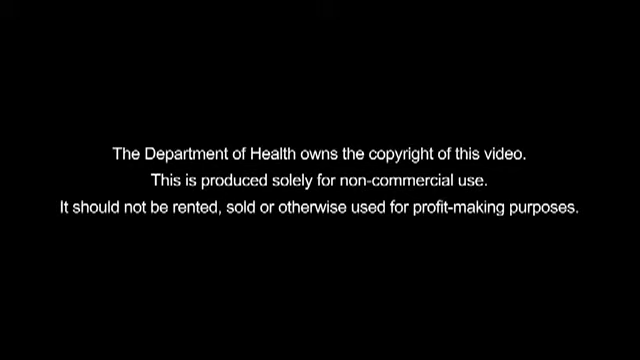 The Department of Health owns the copyright of this video.
This is produced solely for non-commercial use.
It should not be rented, sold or otherwise used for profit-making purposes.